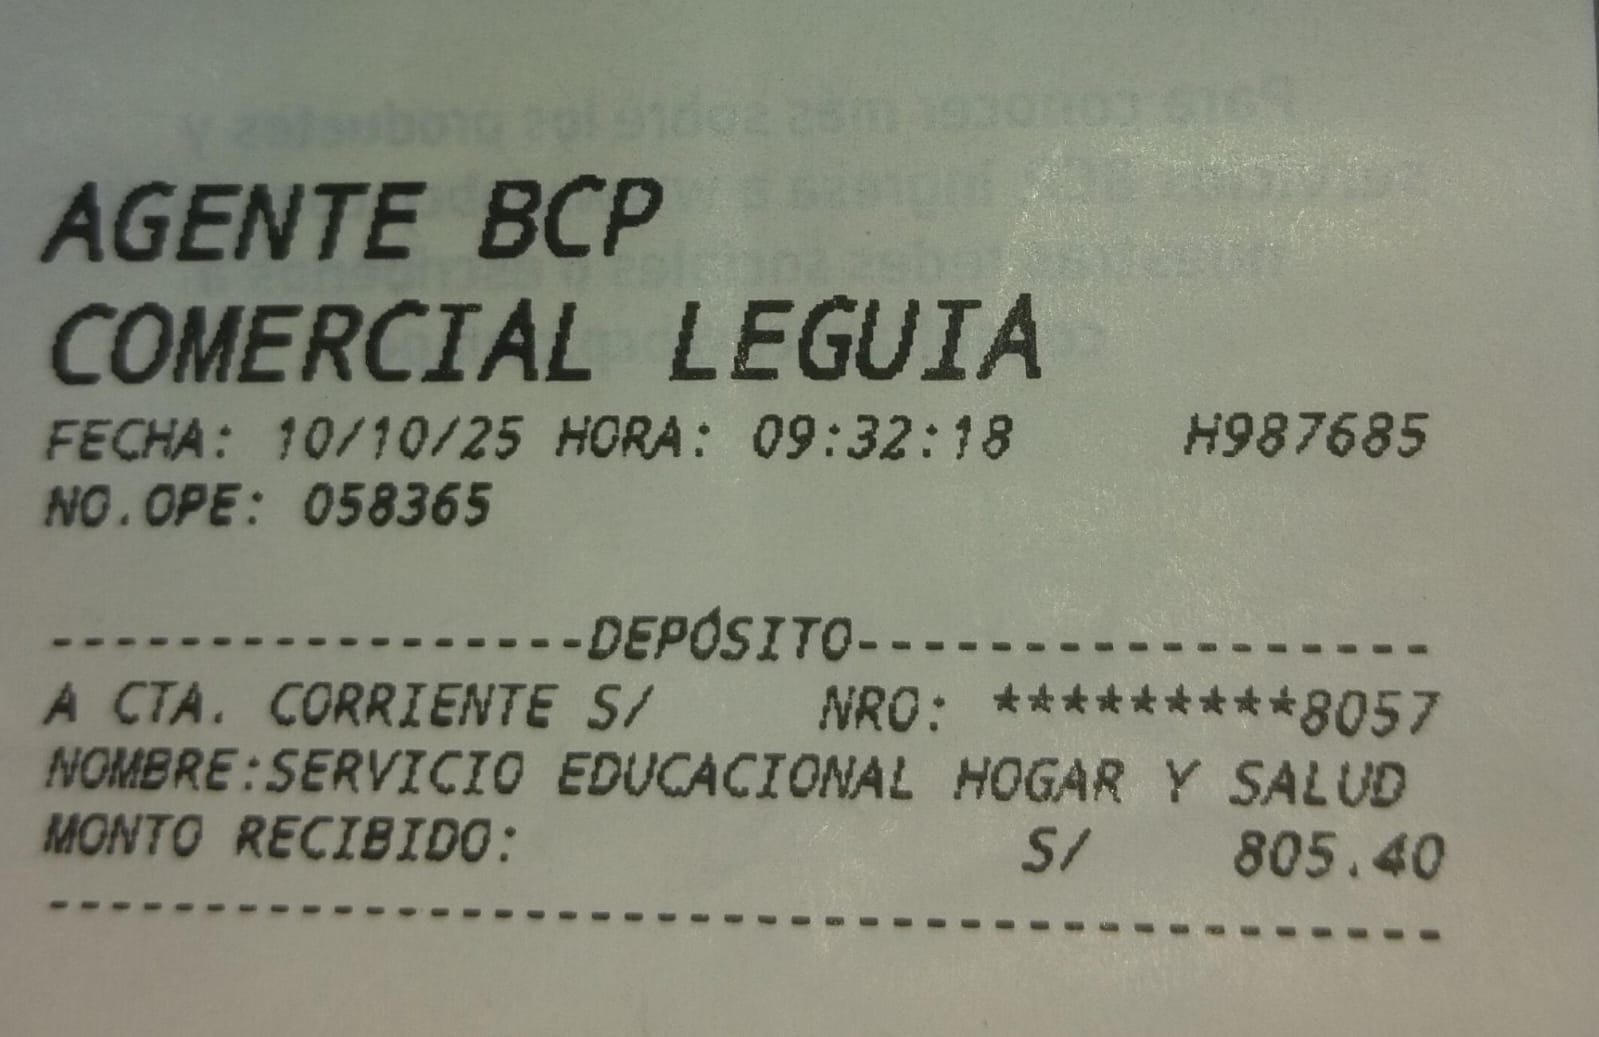 AGENTE BCP
COMERCIAL LEGUIA
FECHA: 10/10/25 HORA: 09:32:18 H987685
NO.OPE: 058365
-----------------DEPÓSITO------------------
A CTA. CORRIENTE S/ NRO: *********8057
NOMBRE:SERVICIO EDUCACIONAL HOGAR Y SALUD
MONTO RECIBIDO: S/ 805.40
--------------------------------------------